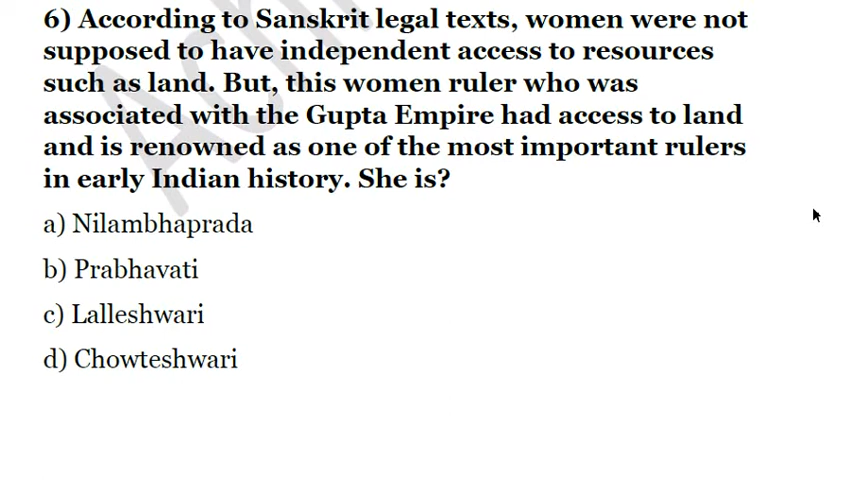 6) According to Sanskrit legal texts, women were not
supposed to have independent access to resources
such as land. But, this women ruler who was
associated with the Gupta Empire had access to land
and is renowned as one of the most important rulers
in early Indian history. She is?
a) Nilambhaprada
b) Prabhavati
c) Lalleshwari
d) Chowteshwari